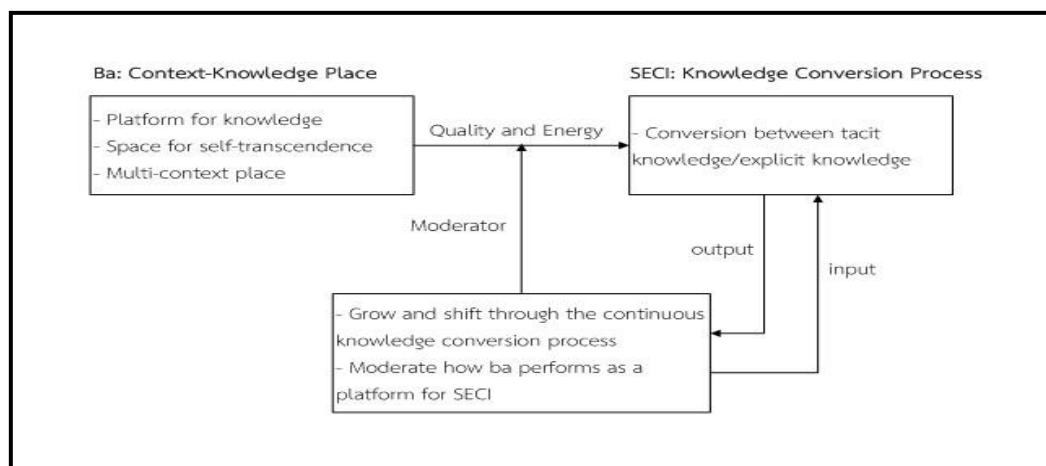 Ba: Context-Knowledge Place
SECI: Knowledge Conversion Process
- Platform for knowledge
- Space for self-transcendence
- Multi-context place
Quality and Energy
- Conversion between tacit
knowledge/explicit knowledge
Moderator
output
input
- Grow and shift through the continuous
knowledge conversion process
- Moderate how ba performs as a
platform for SECI